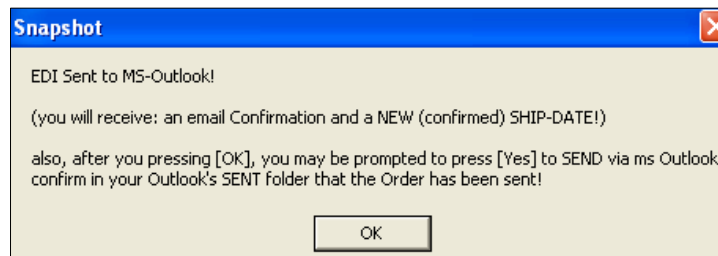 Snapshot
EDI Sent to MS-Outlook!
(you will receive: an email Confirmation and a NEW (confirmed) SHIP-DATE!)
also, after you pressing [OK], you may be prompted to press [Yes] to SEND via ms Outlook
confirm in your Outlook's SENT folder that the Order has been sent!
OK